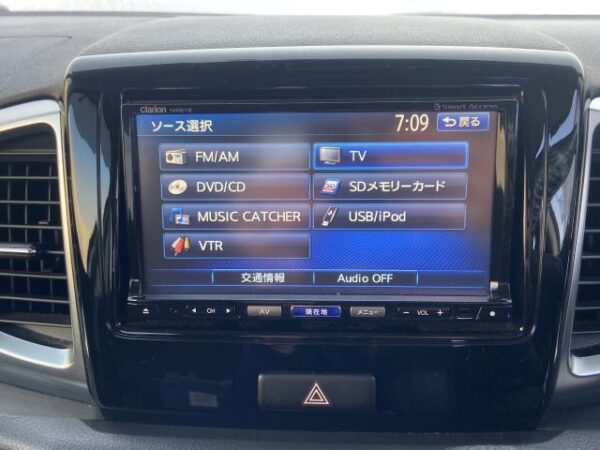 clarion NX613 Smart Access
ソース選択 7:09 戻る
FM/AM TV
DVD/CD SDメモリーカード
MUSIC CATCHER USB/iPod
VTR
交通情報 Audio OFF
CH AV 現在地 メニュー − VOL +